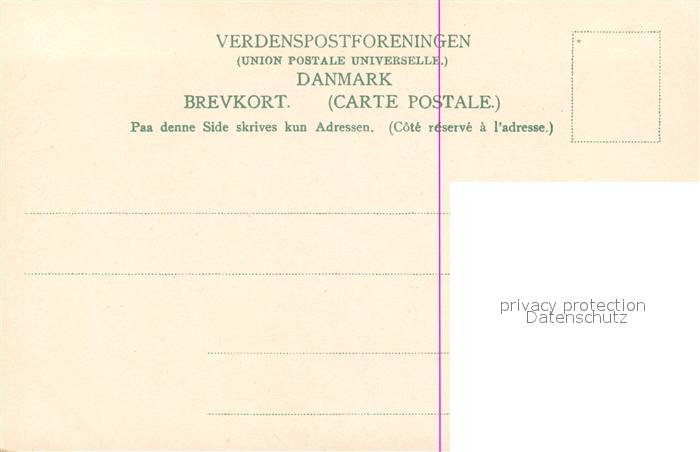 VERDENSPOSTFORENINGEN
(UNION POSTALE UNIVERSELLE.)
DANMARK
BREVKORT. (CARTE POSTALE.)
Paa denne Side skrives kun Adressen. (Côté réservé à l'adresse.)
privacy protection
Datenschutz